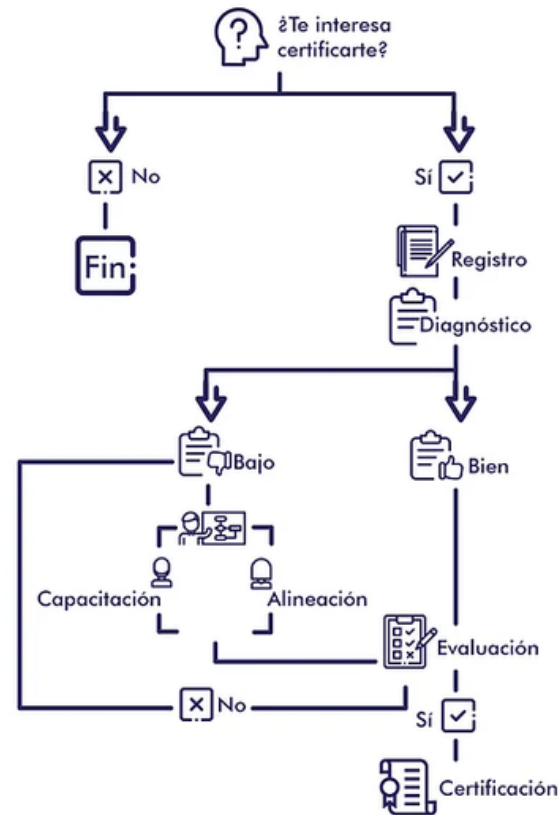 ¿Te interesa
certificarte?
No
Sí
Fin
Registro
Diagnóstico
Bajo
Bien
Capacitación
Alineación
Evaluación
No
Sí
Certificación